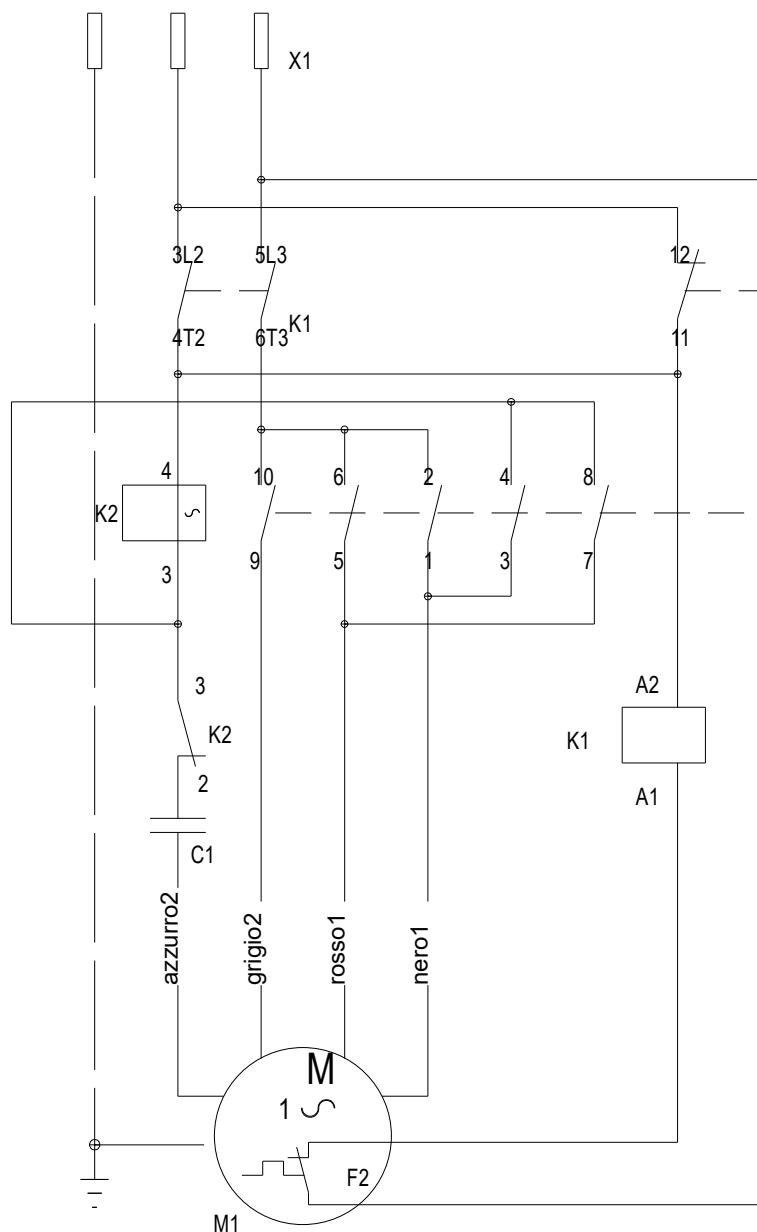 X1
3L2 5L3 12
4T2 6T3 K1 11
4 10 6 2 4 8
K2
3 9 5 1 3 7
3 A2
K2 K1
2 A1
C1
azzurro2 grigio2 rosso1 nero1
M
1
F2
M1